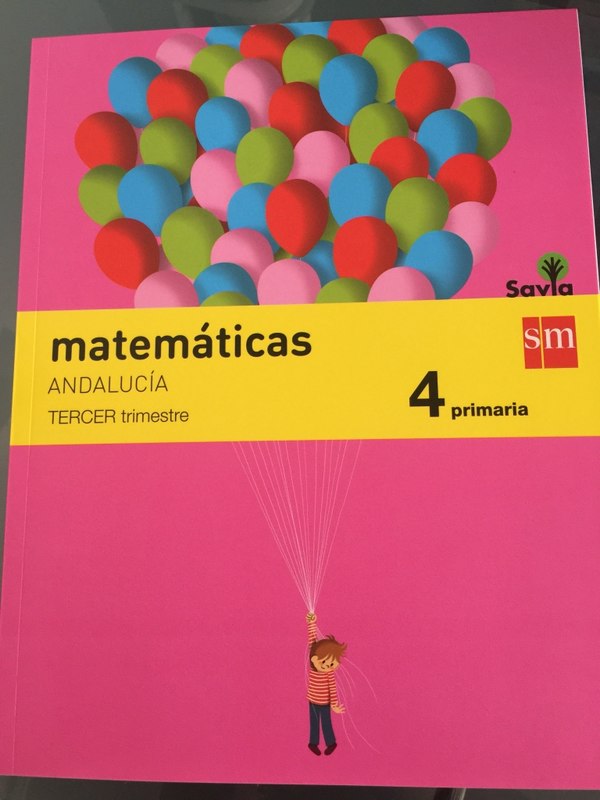 Savia
sm
matemáticas
ANDALUCÍA
TERCER trimestre
4 primaria